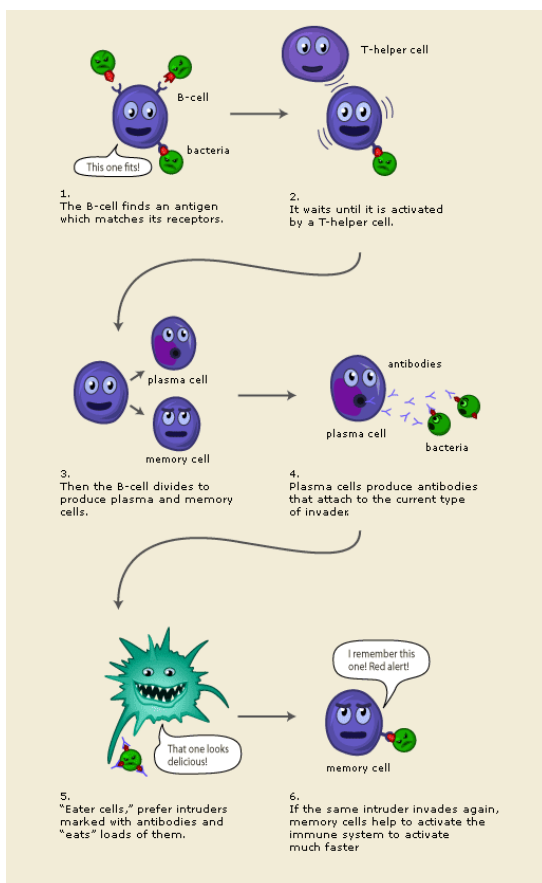 T-helper cell
B-cell
bacteria
This one fits!
1.
The B-cell finds an antigen
which matches its receptors.
2.
It waits until it is activated
by a T-helper cell.
plasma cell
memory cell
3.
Then the B-cell divides to
produce plasma and memory
cells.
antibodies
plasma cell
bacteria
4.
Plasma cells produce antibodies
that attach to the current type
of invader.
That one looks
delicious!
5.
“Eater cells,” prefer intruders
marked with antibodies and
“eats” loads of them.
I remember this
one! Red alert!
memory cell
6.
If the same intruder invades again,
memory cells help to activate the
immune system to activate
much faster